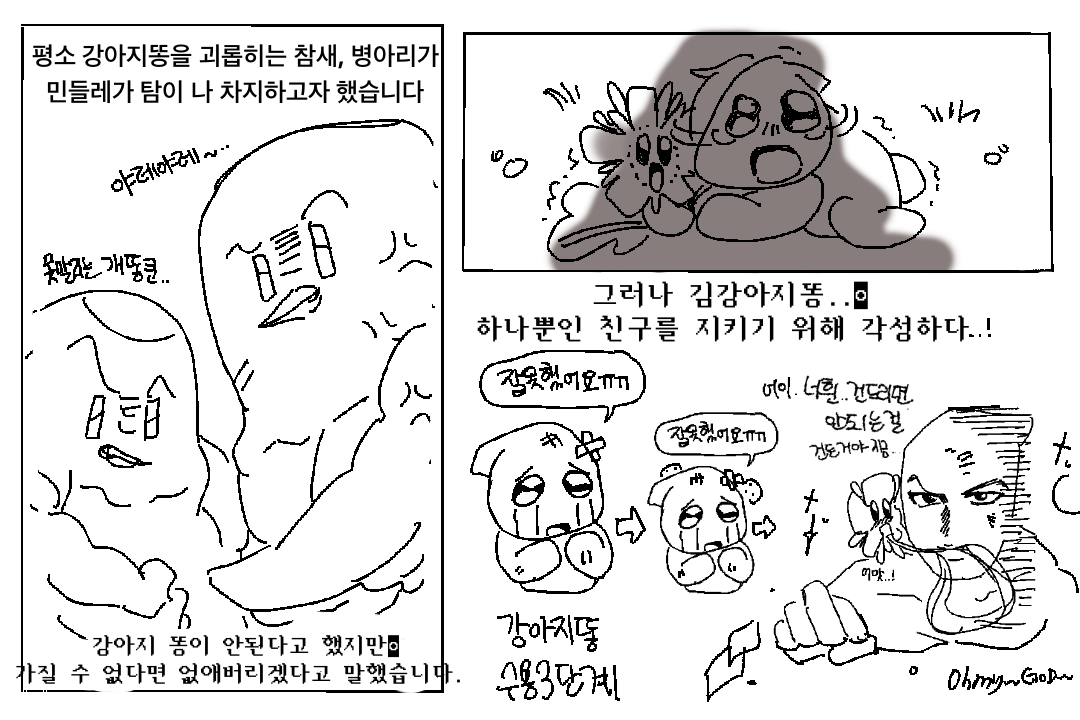 평소 강아지똥을 괴롭히는 참새, 병아리가
민들레가 탐이 나 차지하고자 했습니다
야레야레~..
못말리는 개똥쿤..
강아지 똥이 안된다고 했지만
가질 수 없다면 없애버리겠다고 말했습니다.
그러나 김강아지똥..
하나뿐인 친구를 지키기 위해 각성하다..!
잘못했어요ㅠㅠ
잘못했어요ㅠㅠ
강아지똥
수용3단계
어이.. 너흰.. 건드리면
안되는걸
건든거야 지금.
어맛..!
Oh my~ GOD~